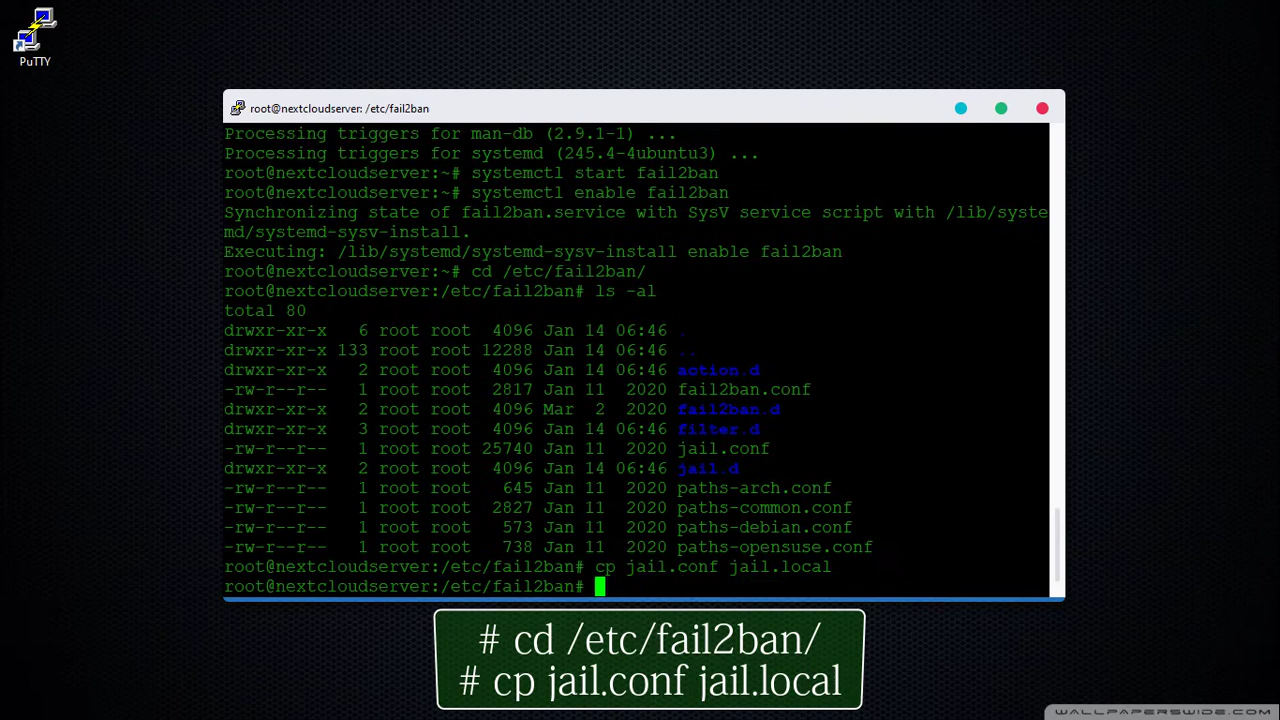 PuTTY
root@nextcloudserver: /etc/fail2ban
Processing triggers for man-db (2.9.1-1) ...
Processing triggers for systemd (245.4-4ubuntu3) ...
root@nextcloudserver:~# systemctl start fail2ban
root@nextcloudserver:~# systemctl enable fail2ban
Synchronizing state of fail2ban.service with SysV service script with /lib/syste
md/systemd-sysv-install.
Executing: /lib/systemd/systemd-sysv-install enable fail2ban
root@nextcloudserver:~# cd /etc/fail2ban/
root@nextcloudserver:/etc/fail2ban# ls -al
total 80
drwxr-xr-x   6 root root  4096 Jan 14 06:46 .
drwxr-xr-x 133 root root 12288 Jan 14 06:46 ..
drwxr-xr-x   2 root root  4096 Jan 14 06:46 action.d
-rw-r--r--   1 root root  2817 Jan 11  2020 fail2ban.conf
drwxr-xr-x   2 root root  4096 Mar  2  2020 fail2ban.d
drwxr-xr-x   3 root root  4096 Jan 14 06:46 filter.d
-rw-r--r--   1 root root 25740 Jan 11  2020 jail.conf
drwxr-xr-x   2 root root  4096 Jan 14 06:46 jail.d
-rw-r--r--   1 root root   645 Jan 11  2020 paths-arch.conf
-rw-r--r--   1 root root  2827 Jan 11  2020 paths-common.conf
-rw-r--r--   1 root root   573 Jan 11  2020 paths-debian.conf
-rw-r--r--   1 root root   738 Jan 11  2020 paths-opensuse.conf
root@nextcloudserver:/etc/fail2ban# cp jail.conf jail.local
root@nextcloudserver:/etc/fail2ban#
# cd /etc/fail2ban/
# cp jail.conf jail.local
WALLPAPERSWIDE.COM